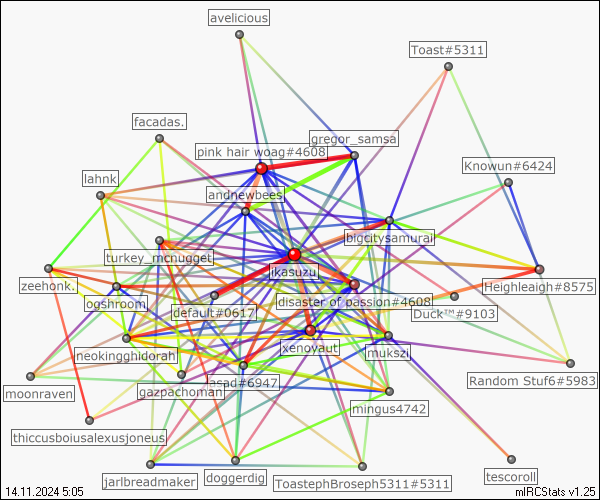 avelicious
Toast#5311
facadas.
gregor_samsa
pink hair woag#4608
Knowun#6424
lahnk
andnewbees
bigcitysamurai
turkey_mcnugget
ikasuzu
zeehonk.
Heighleaigh#8575
ogshroom
disaster of passion#4608
default#0617
Duck™#9103
xenovaut
neokingghidorah
mukszi
asad#6947
moonraven
gazpachoman
Random Stuf6#5983
mingus4742
thiccusboiusalexusjoneus
jarlbreadmaker
doggerdig
ToastephBroseph5311#5311
tescoroll
14.11.2024 5:05
mIRCStats v1.25